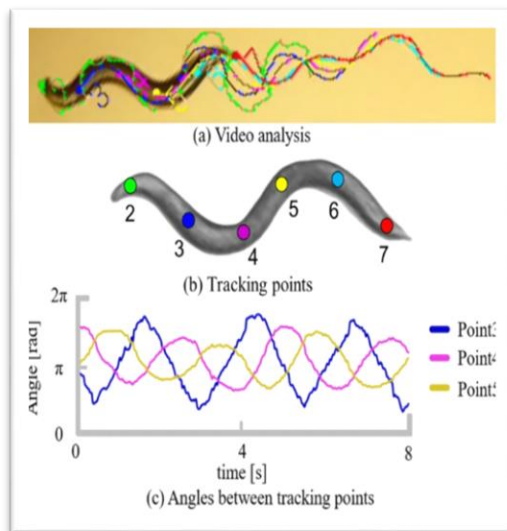 (a) Video analysis
2
3
4
5
6
7
(b) Tracking points
2π
π
0
Angle [rad]
Point3
Point4
Point5
0
4
8
time [s]
(c) Angles between tracking points